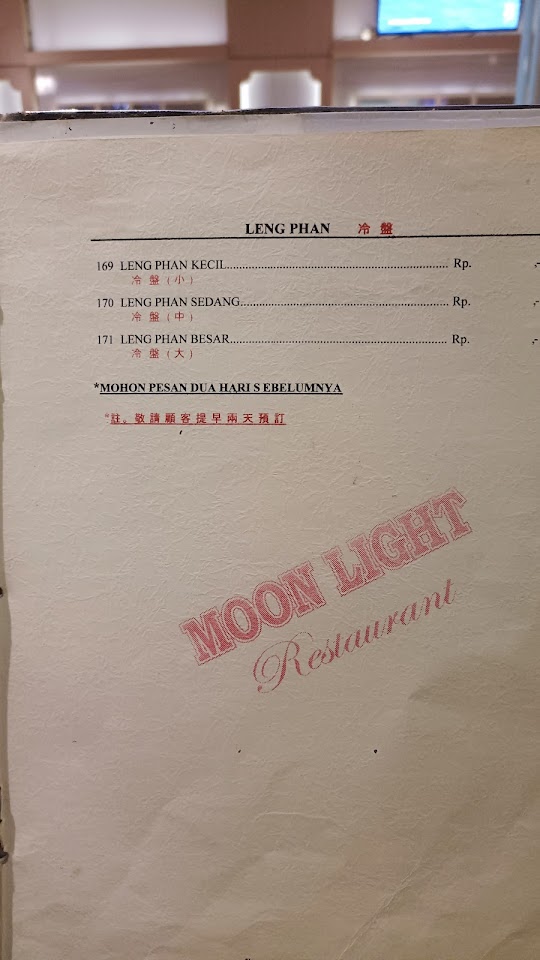 LENG PHAN 冷 盤
169 LENG PHAN KECIL........................................................................ Rp. ,-
冷 盤 ( 小 )
170 LENG PHAN SEDANG.................................................................... Rp. ,-
冷 盤 ( 中 )
171 LENG PHAN BESAR....................................................................... Rp. ,-
冷 盤 ( 大 )
*MOHON PESAN DUA HARI S EBELUMNYA
*註。敬 請 顧 客 提 早 兩 天 預 訂
MOON LIGHT
Restaurant